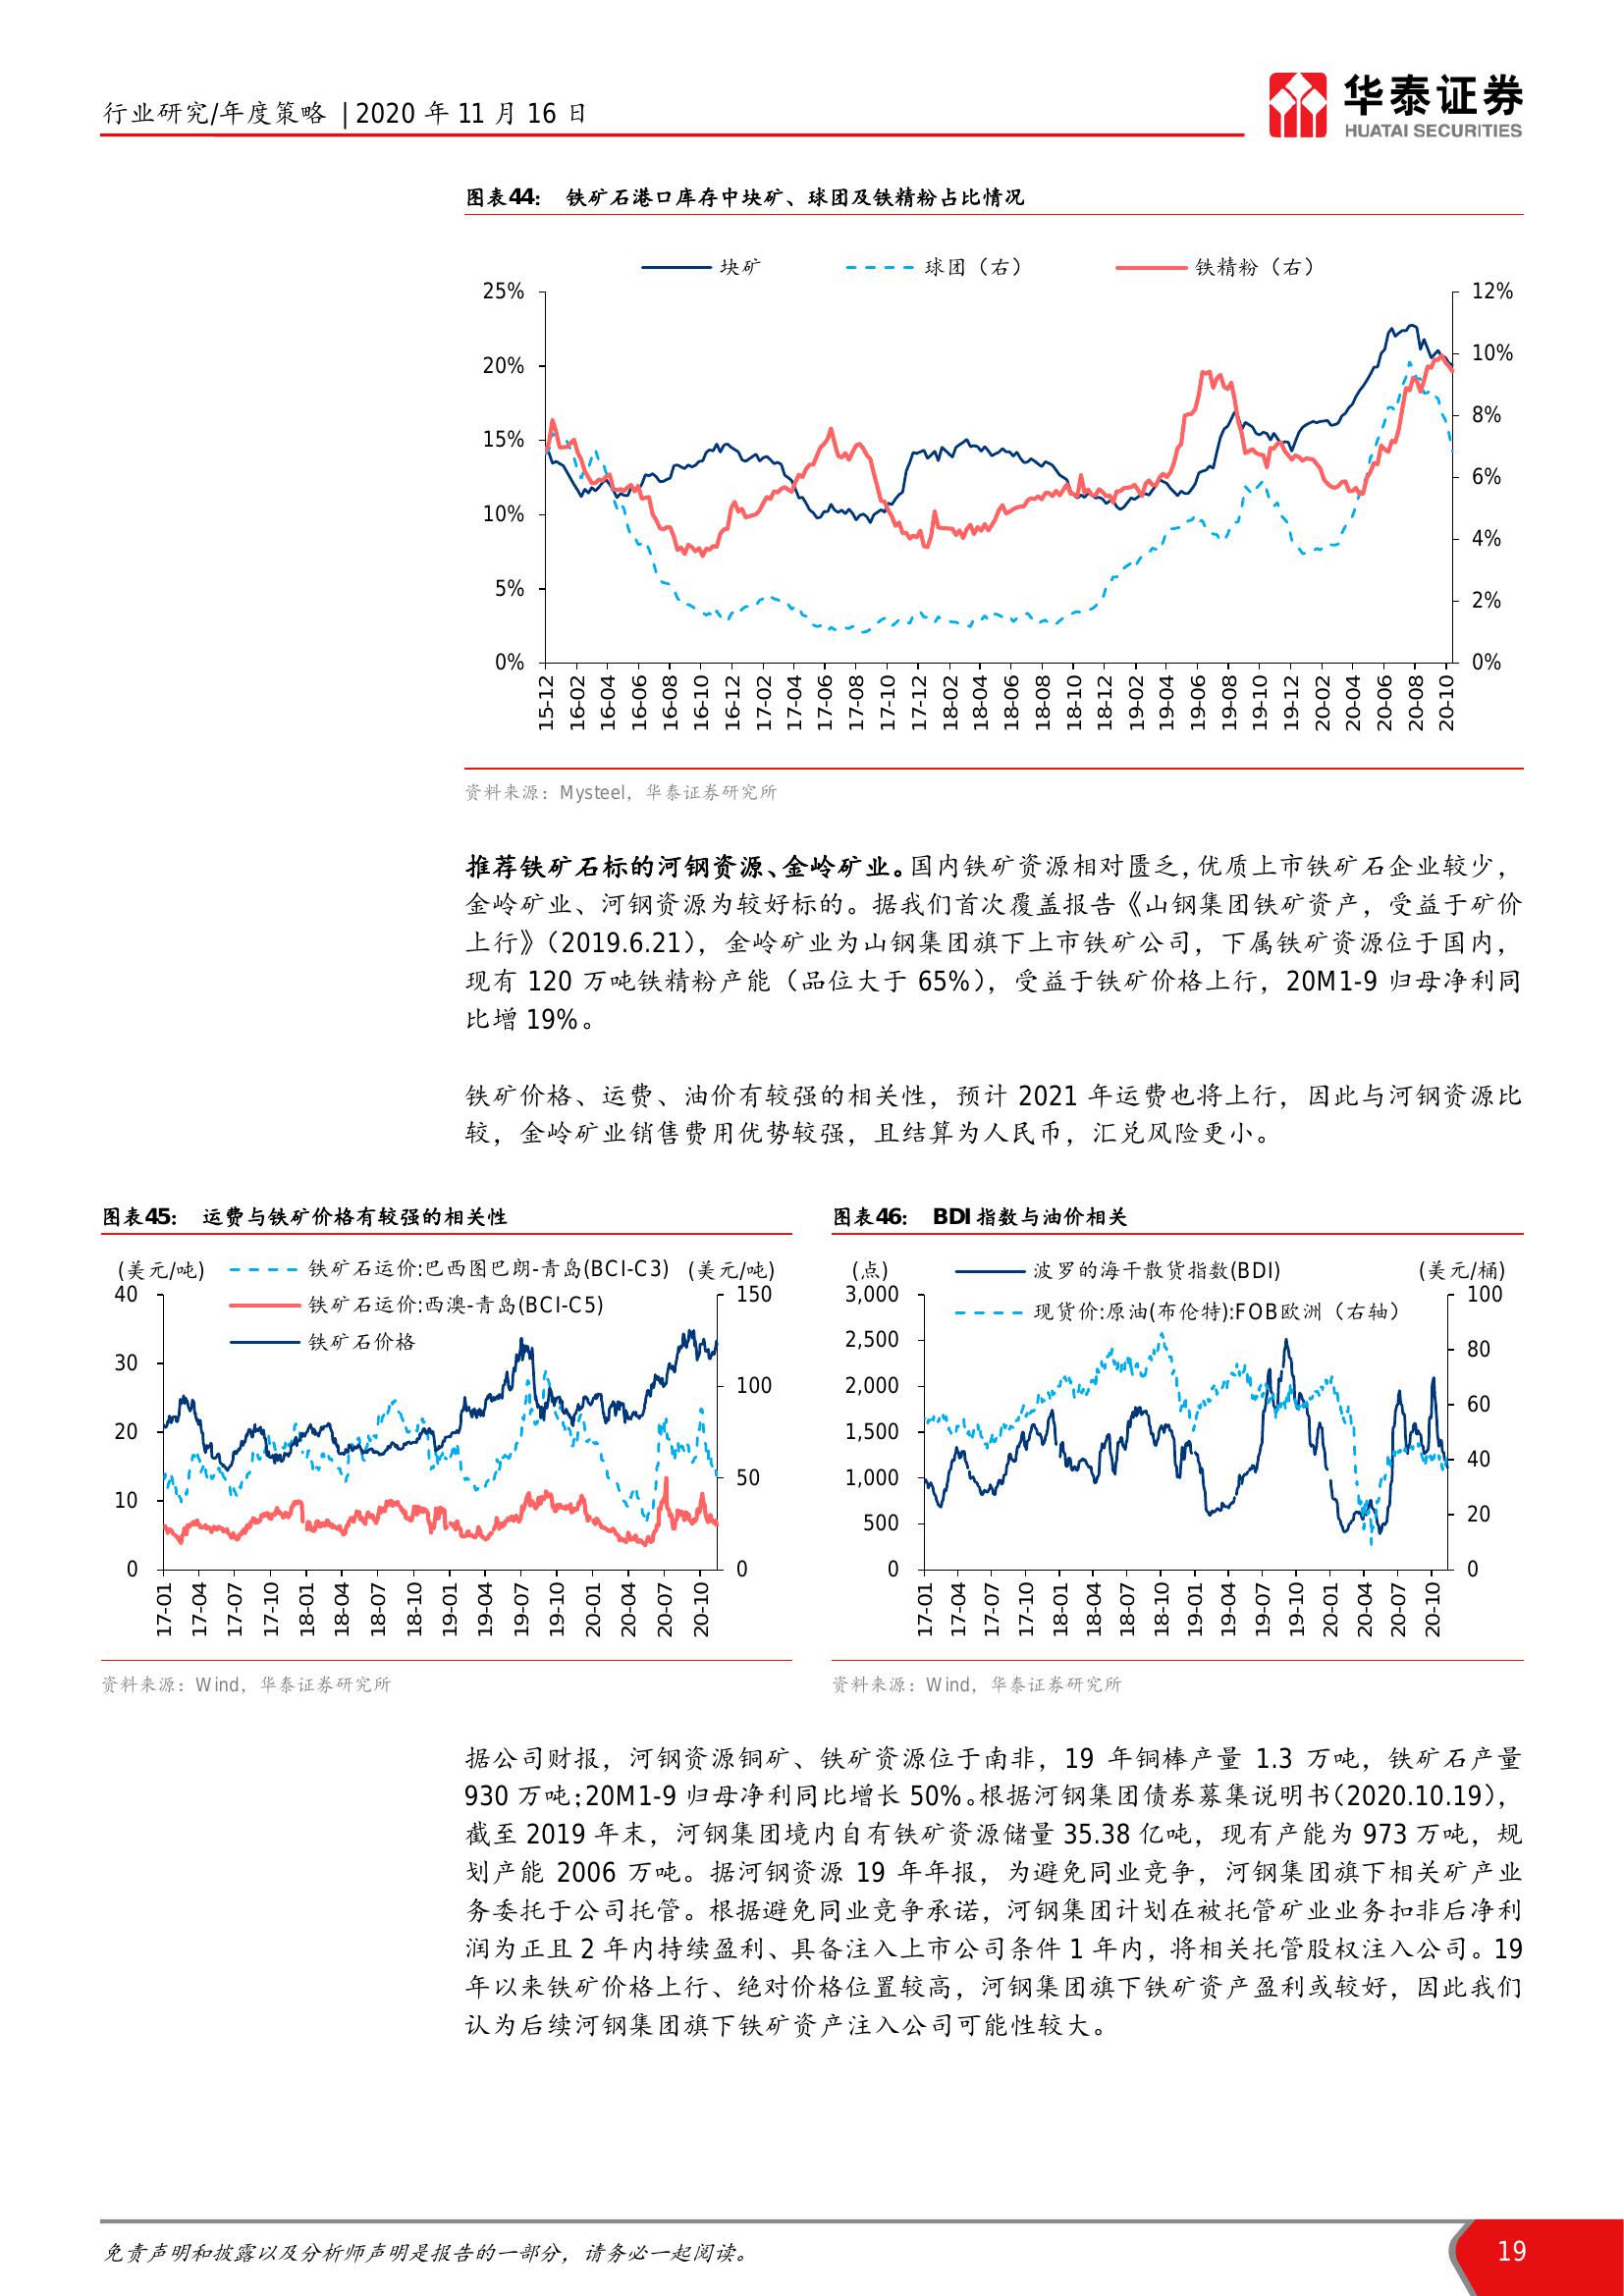 行业研究/年度策略 | 2020 年 11 月 16 日
华泰证券
HUATAI SECURITIES
图表44： 铁矿石港口库存中块矿、球团及铁精粉占比情况
块矿 球团（右） 铁精粉（右）
25% 12%
20% 10%
15% 8%
10% 6%
5% 4%
0% 2%
0%
15-12 16-02 16-04 16-06 16-08 16-10 16-12 17-02 17-04 17-06 17-08 17-10 17-12 18-02 18-04 18-06 18-08 18-10 18-12 19-02 19-04 19-06 19-08 19-10 19-12 20-02 20-04 20-06 20-08 20-10
资料来源：Mysteel，华泰证券研究所
推荐铁矿石标的河钢资源、金岭矿业。国内铁矿资源相对匮乏，优质上市铁矿石企业较少，
金岭矿业、河钢资源为较好标的。据我们首次覆盖报告《山钢集团铁矿资产，受益于矿价
上行》（2019.6.21），金岭矿业为山钢集团旗下上市铁矿公司，下属铁矿资源位于国内，
现有 120 万吨铁精粉产能（品位大于 65%），受益于铁矿价格上行，20M1-9 归母净利同
比增 19%。
铁矿价格、运费、油价有较强的相关性，预计 2021 年运费也将上行，因此与河钢资源比
较，金岭矿业销售费用优势较强，且结算为人民币，汇兑风险更小。
图表45： 运费与铁矿价格有较强的相关性
(美元/吨) 铁矿石运价:巴西图巴朗-青岛(BCI-C3) (美元/吨)
铁矿石运价:西澳-青岛(BCI-C5)
铁矿石价格
40 150
30 100
20 50
10 0
0
17-01 17-04 17-07 17-10 18-01 18-04 18-07 18-10 19-01 19-04 19-07 19-10 20-01 20-04 20-07 20-10
资料来源：Wind，华泰证券研究所
图表46： BDI 指数与油价相关
(点) 波罗的海干散货指数(BDI) (美元/桶)
现货价:原油(布伦特):FOB欧洲（右轴）
3,000 100
2,500 80
2,000 60
1,500 40
1,000 20
500 0
0
17-01 17-04 17-07 17-10 18-01 18-04 18-07 18-10 19-01 19-04 19-07 19-10 20-01 20-04 20-07 20-10
资料来源：Wind，华泰证券研究所
据公司财报，河钢资源铜矿、铁矿资源位于南非，19 年铜棒产量 1.3 万吨，铁矿石产量
930 万吨；20M1-9 归母净利同比增长 50%。根据河钢集团债券募集说明书（2020.10.19），
截至 2019 年末，河钢集团境内自有铁矿资源储量 35.38 亿吨，现有产能为 973 万吨，规
划产能 2006 万吨。据河钢资源 19 年年报，为避免同业竞争，河钢集团旗下相关矿产业
务委托于公司托管。根据避免同业竞争承诺，河钢集团计划在被托管矿业业务扣非后净利
润为正且 2 年内持续盈利、具备注入上市公司条件 1 年内，将相关托管股权注入公司。19
年以来铁矿价格上行、绝对价格位置较高，河钢集团旗下铁矿资产盈利或较好，因此我们
认为后续河钢集团旗下铁矿资产注入公司可能性较大。
免责声明和披露以及分析师声明是报告的一部分，请务必一起阅读。
19